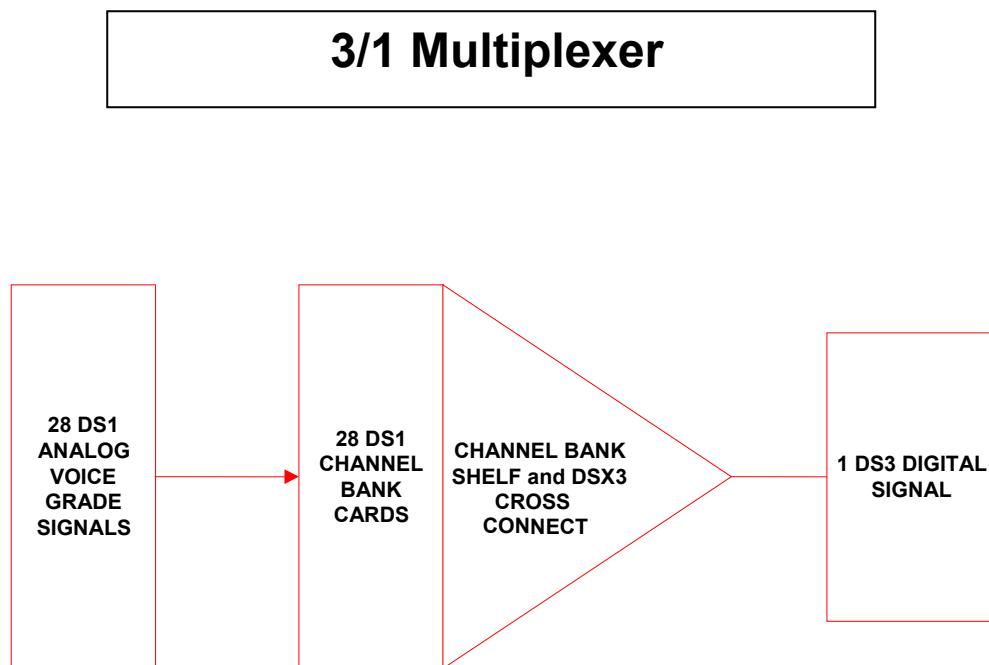 3/1 Multiplexer
28 DS1
ANALOG
VOICE
GRADE
SIGNALS
28 DS1
CHANNEL
BANK
CARDS
CHANNEL BANK
SHELF and DSX3
CROSS
CONNECT
1 DS3 DIGITAL
SIGNAL